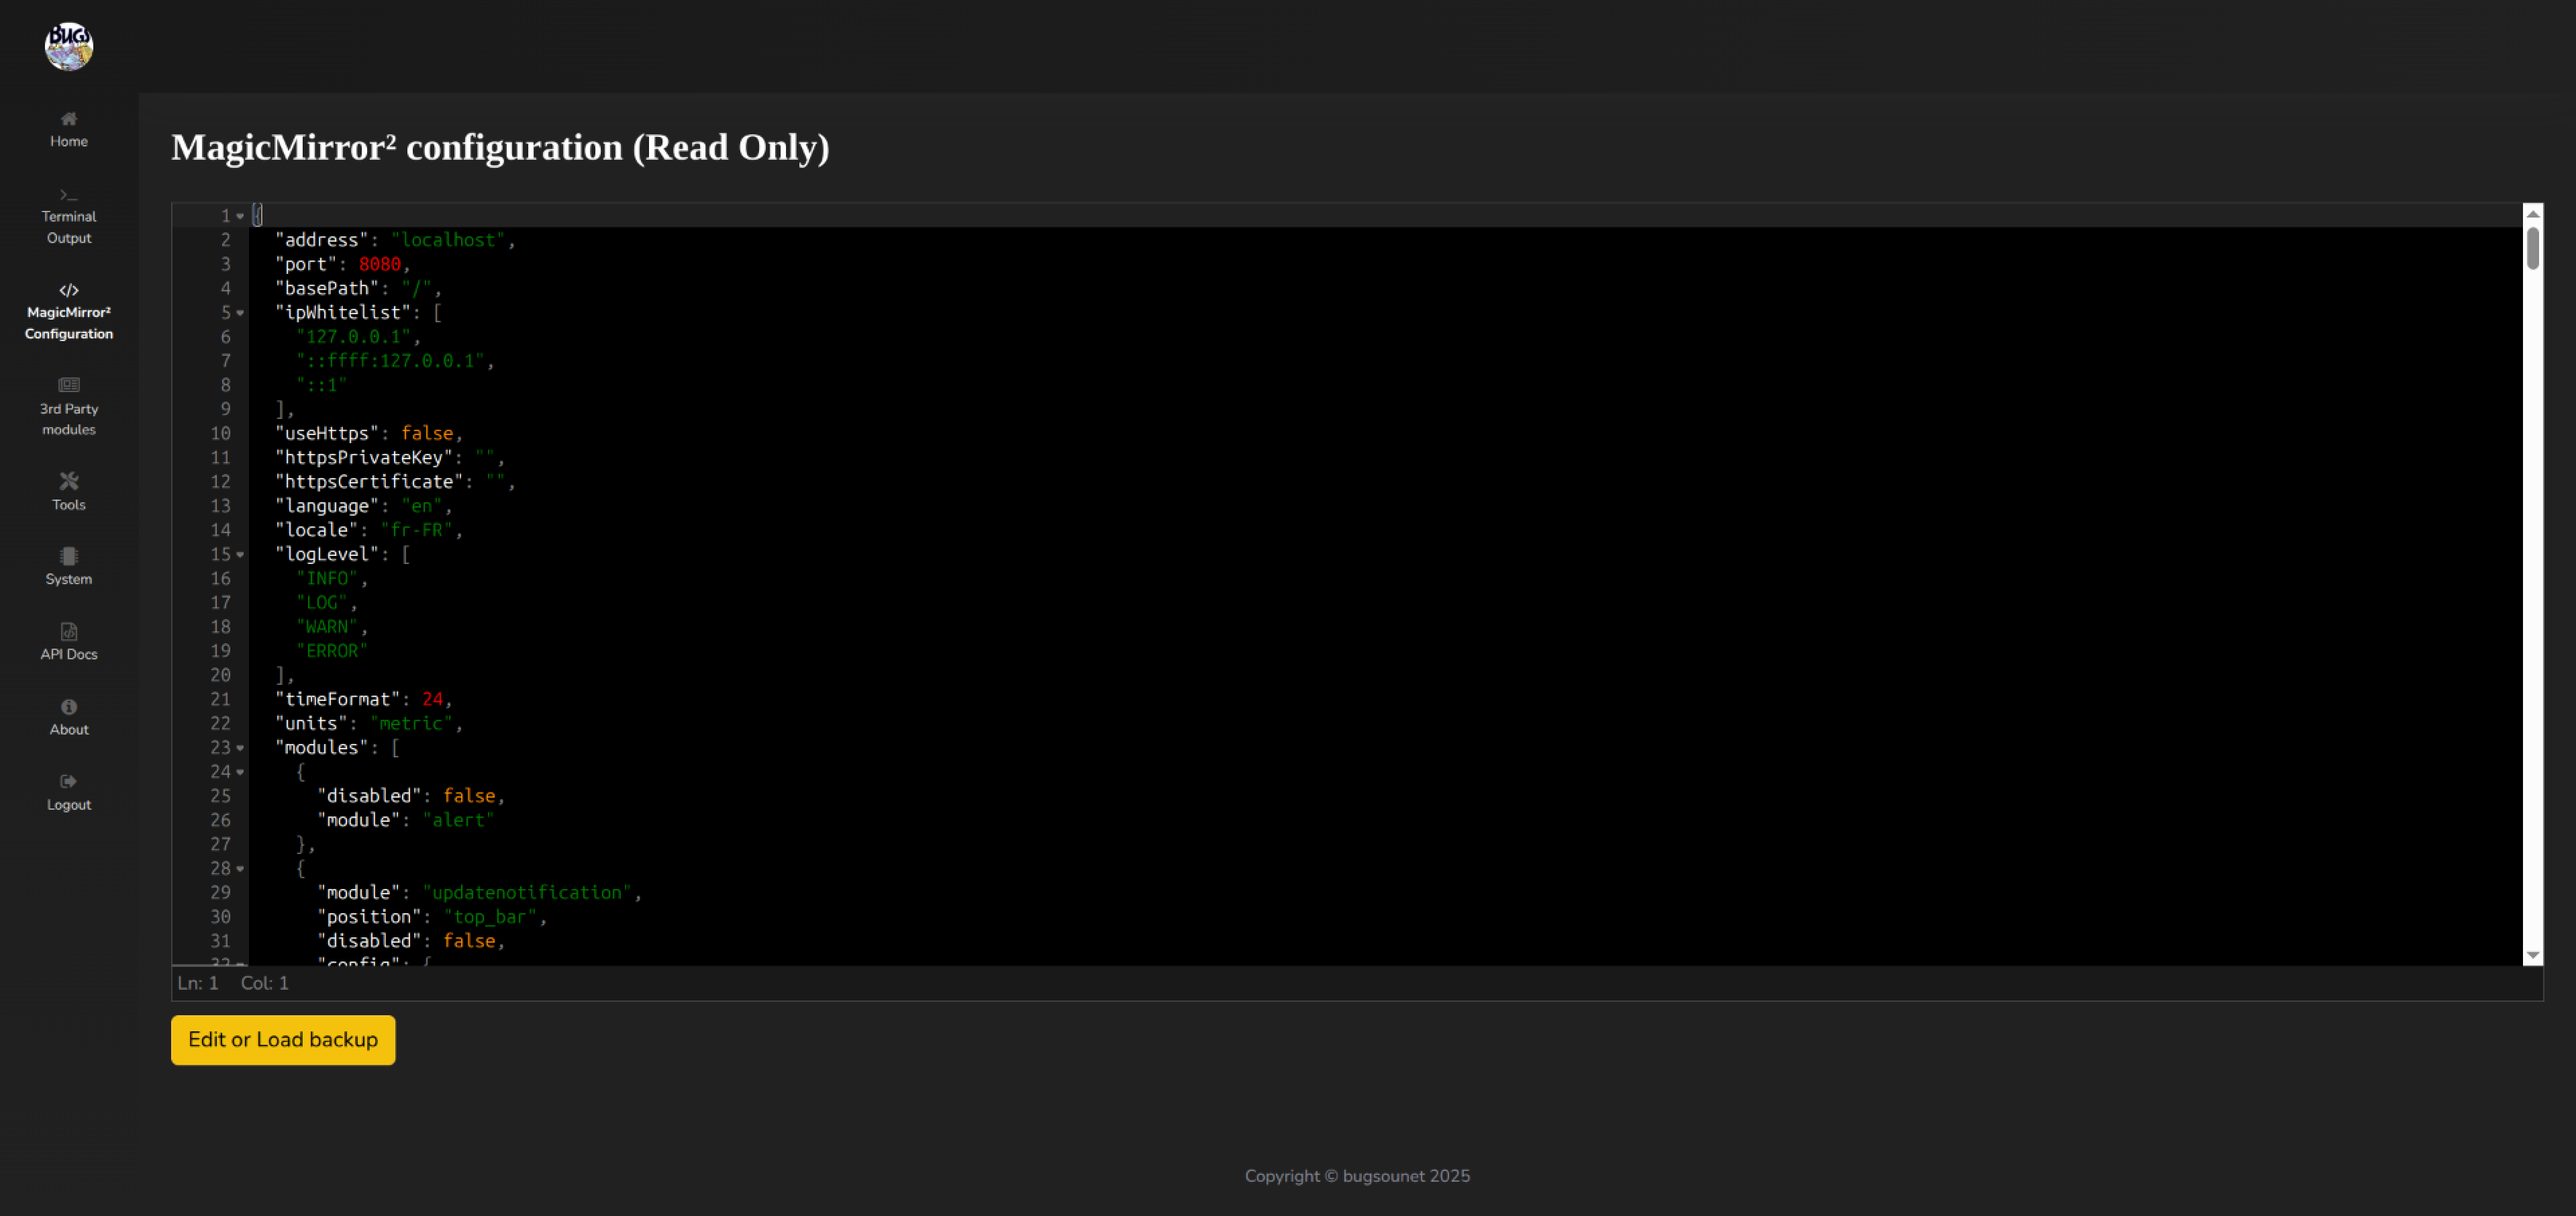 BUGS
Home
Terminal
Output
MagicMirror²
Configuration
3rd Party
modules
Tools
System
API Docs
About
Logout
MagicMirror² configuration (Read Only)
1 {
2 "address": "localhost",
3 "port": 8080,
4 "basePath": "/",
5 "ipWhitelist": [
6 "127.0.0.1",
7 "::ffff:127.0.0.1",
8 "::1"
9 ],
10 "useHttps": false,
11 "httpsPrivateKey": "",
12 "httpsCertificate": "",
13 "language": "en",
14 "locale": "fr-FR",
15 "logLevel": [
16 "INFO",
17 "LOG",
18 "WARN",
19 "ERROR"
20 ],
21 "timeFormat": 24,
22 "units": "metric",
23 "modules": [
24 {
25 "disabled": false,
26 "module": "alert"
27 },
28 {
29 "module": "updatenotification",
30 "position": "top_bar",
31 "disabled": false,
32 "config": {
Ln: 1 Col: 1
Edit or Load backup
Copyright © bugsounet 2025